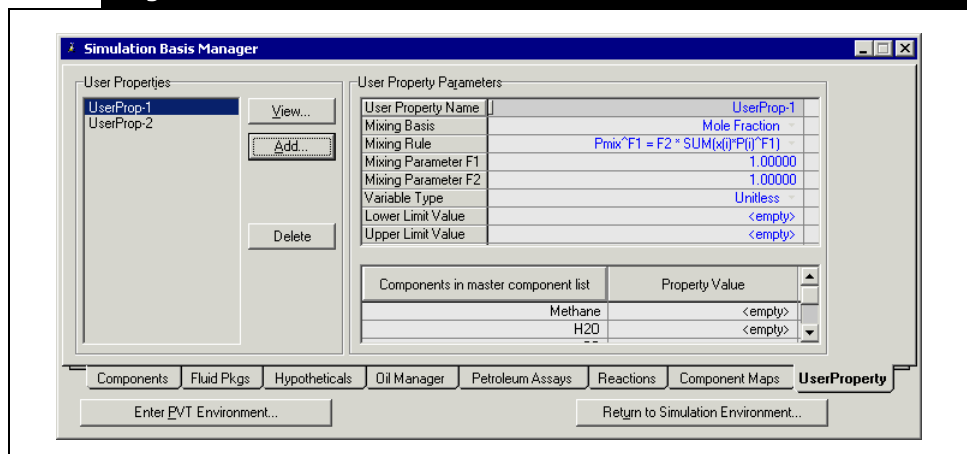 Simulation Basis Manager
User Properties
UserProp-1
UserProp-2
View...
Add...
Delete
User Property Parameters
User Property Name UserProp-1
Mixing Basis Mole Fraction
Mixing Rule Pmix^F1 = F2 * SUM(x(i)*P(i)^F1)
Mixing Parameter F1 1.00000
Mixing Parameter F2 1.00000
Variable Type Unitless
Lower Limit Value <empty>
Upper Limit Value <empty>
Components in master component list Property Value
Methane <empty>
H2O <empty>
Components Fluid Pkgs Hypotheticals Oil Manager Petroleum Assays Reactions Component Maps UserProperty
Enter PVT Environment... Return to Simulation Environment...